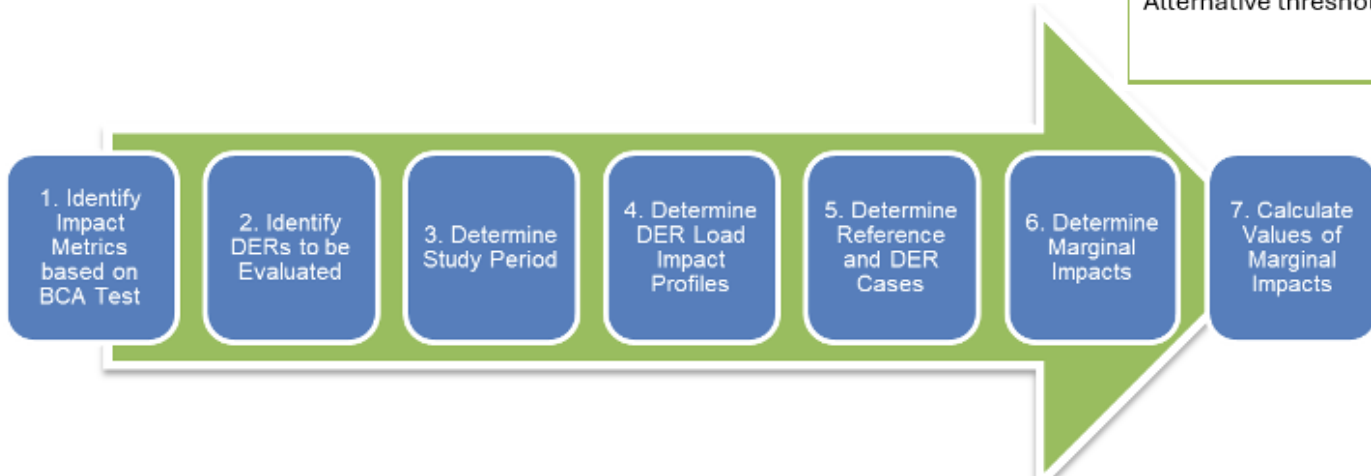 Alternative
1. Identify
Impact
Metrics
based on
BCA Test
2. Identify
DERs to be
Evaluated
3. Determine
Study Period
4. Determine
DER Load
Impact
Profiles
5. Determine
Reference
and DER
Cases
6. Determine
Marginal
Impacts
7. Calculate
Values of
Marginal
Impacts